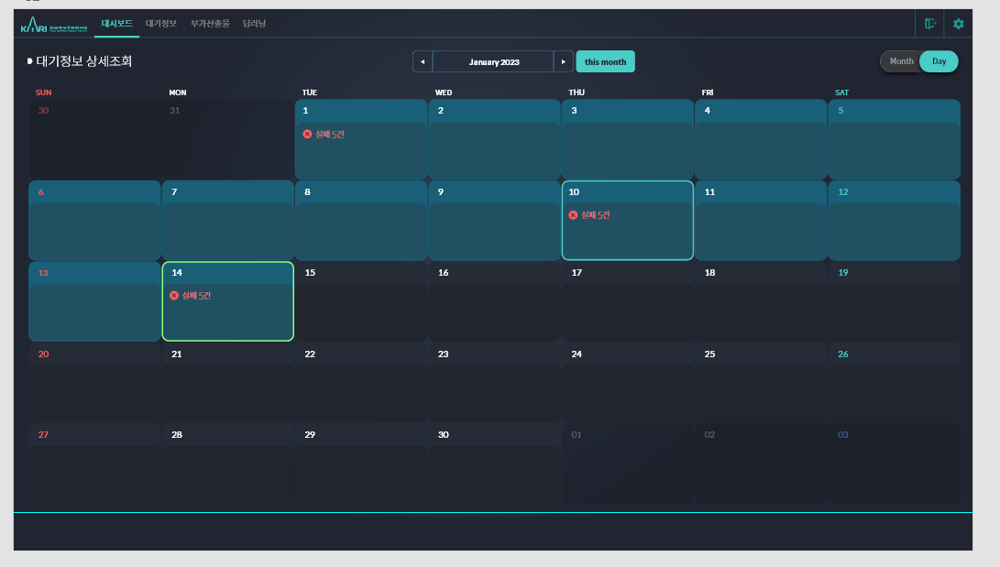 KARI
대시보드 대기정보 부가산출물 딥러닝
대기정보 상세조회
January 2023
this month
Month Day
SUN MON TUE WED THU FRI SAT
30 31 1 2 3 4 5
실패 5건
6 7 8 9 10 11 12
실패 5건
13 14 15 16 17 18 19
실패 5건
20 21 22 23 24 25 26
27 28 29 30 01 02 03